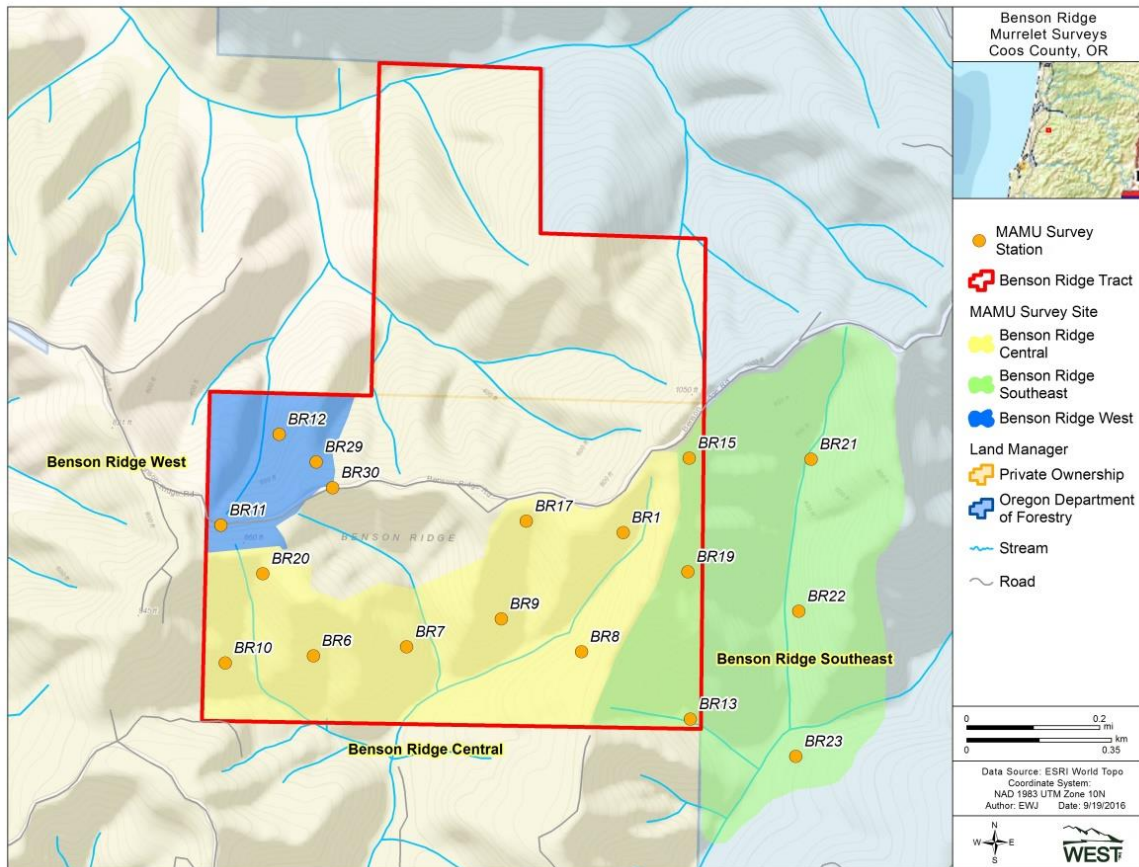 Benson Ridge
Murrelet Surveys
Coos County, OR
MAMU Survey
Station
Benson Ridge Tract
MAMU Survey Site
Benson Ridge
Central
Benson Ridge
Southeast
Benson Ridge West
Land Manager
Private Ownership
Oregon Department
of Forestry
Stream
Road
0 0.2
mi
km
0 0.35
Data Source: ESRI World Topo
Coordinate System:
NAD 1983 UTM Zone 10N
Author: EWJ Date: 9/19/2016
N
W E
S
WEST
1050 ft
BR12
BR29
BR15
BR21
Benson Ridge West
BR30
BR11
BR17
BR1
BENSON RIDGE
BR20
BR19
BR22
BR9
BR10
BR6
BR7
BR8
Benson Ridge Southeast
BR13
Benson Ridge Central
BR23